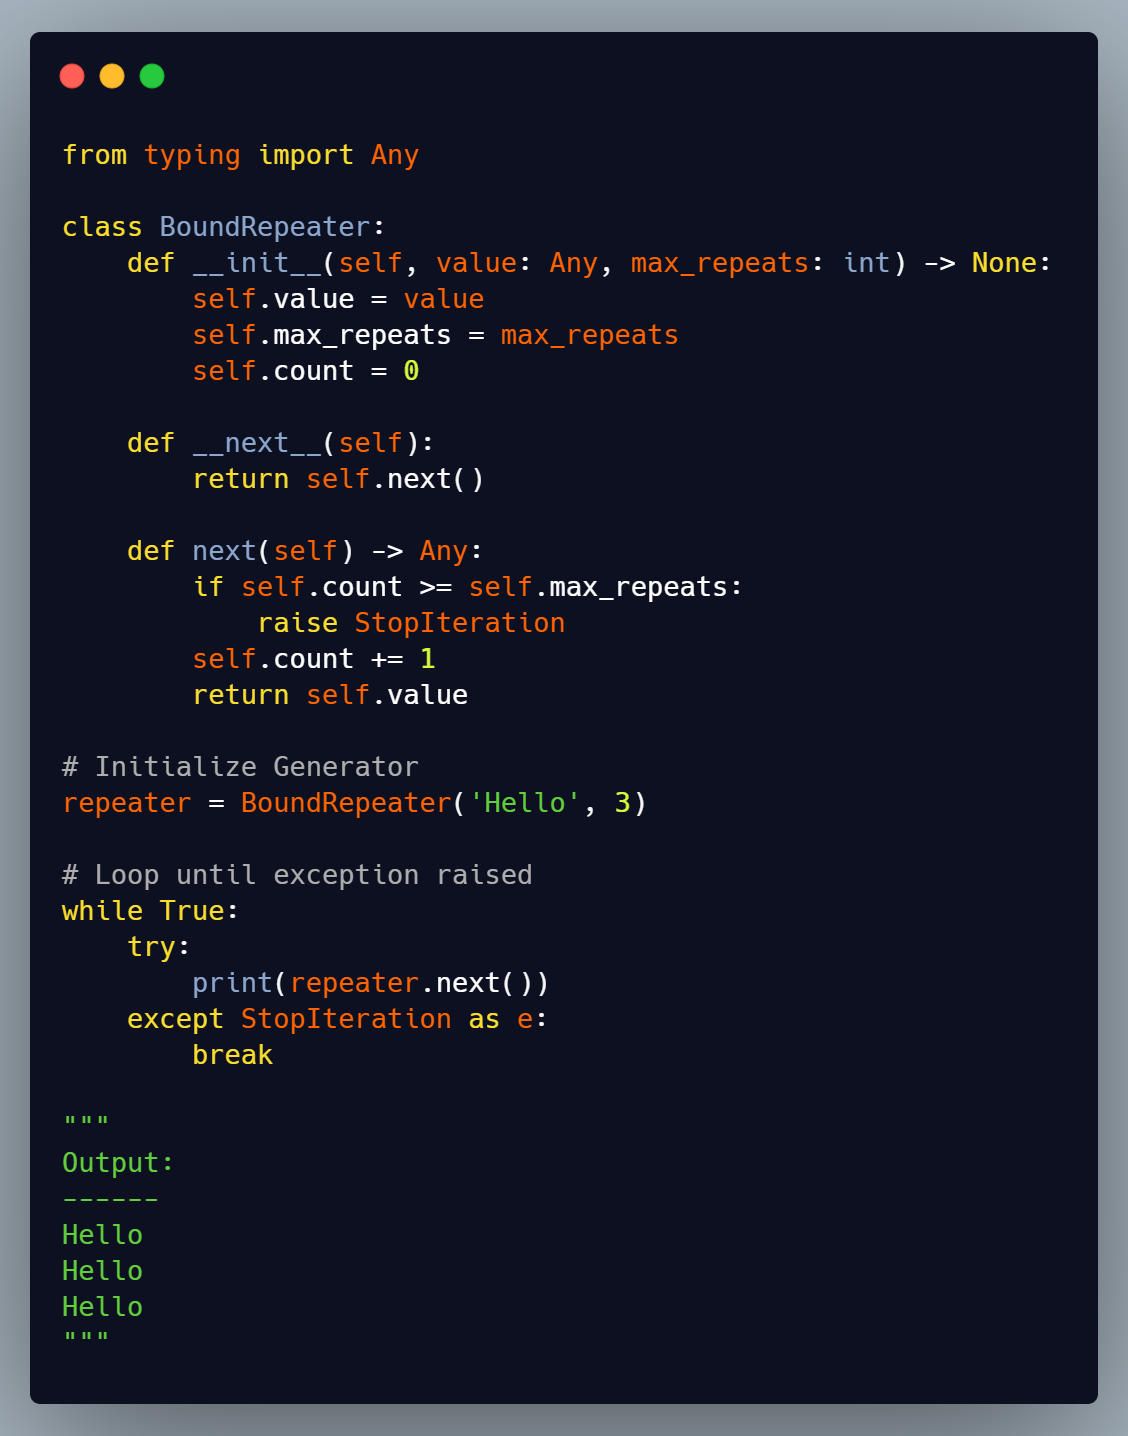 from typing import Any

class BoundRepeater:
    def __init__(self, value: Any, max_repeats: int) -> None:
        self.value = value
        self.max_repeats = max_repeats
        self.count = 0

    def __next__(self):
        return self.next()

    def next(self) -> Any:
        if self.count >= self.max_repeats:
            raise StopIteration
        self.count += 1
        return self.value

# Initialize Generator
repeater = BoundRepeater('Hello', 3)

# Loop until exception raised
while True:
    try:
        print(repeater.next())
    except StopIteration as e:
        break

"""
Output:
------
Hello
Hello
Hello
"""